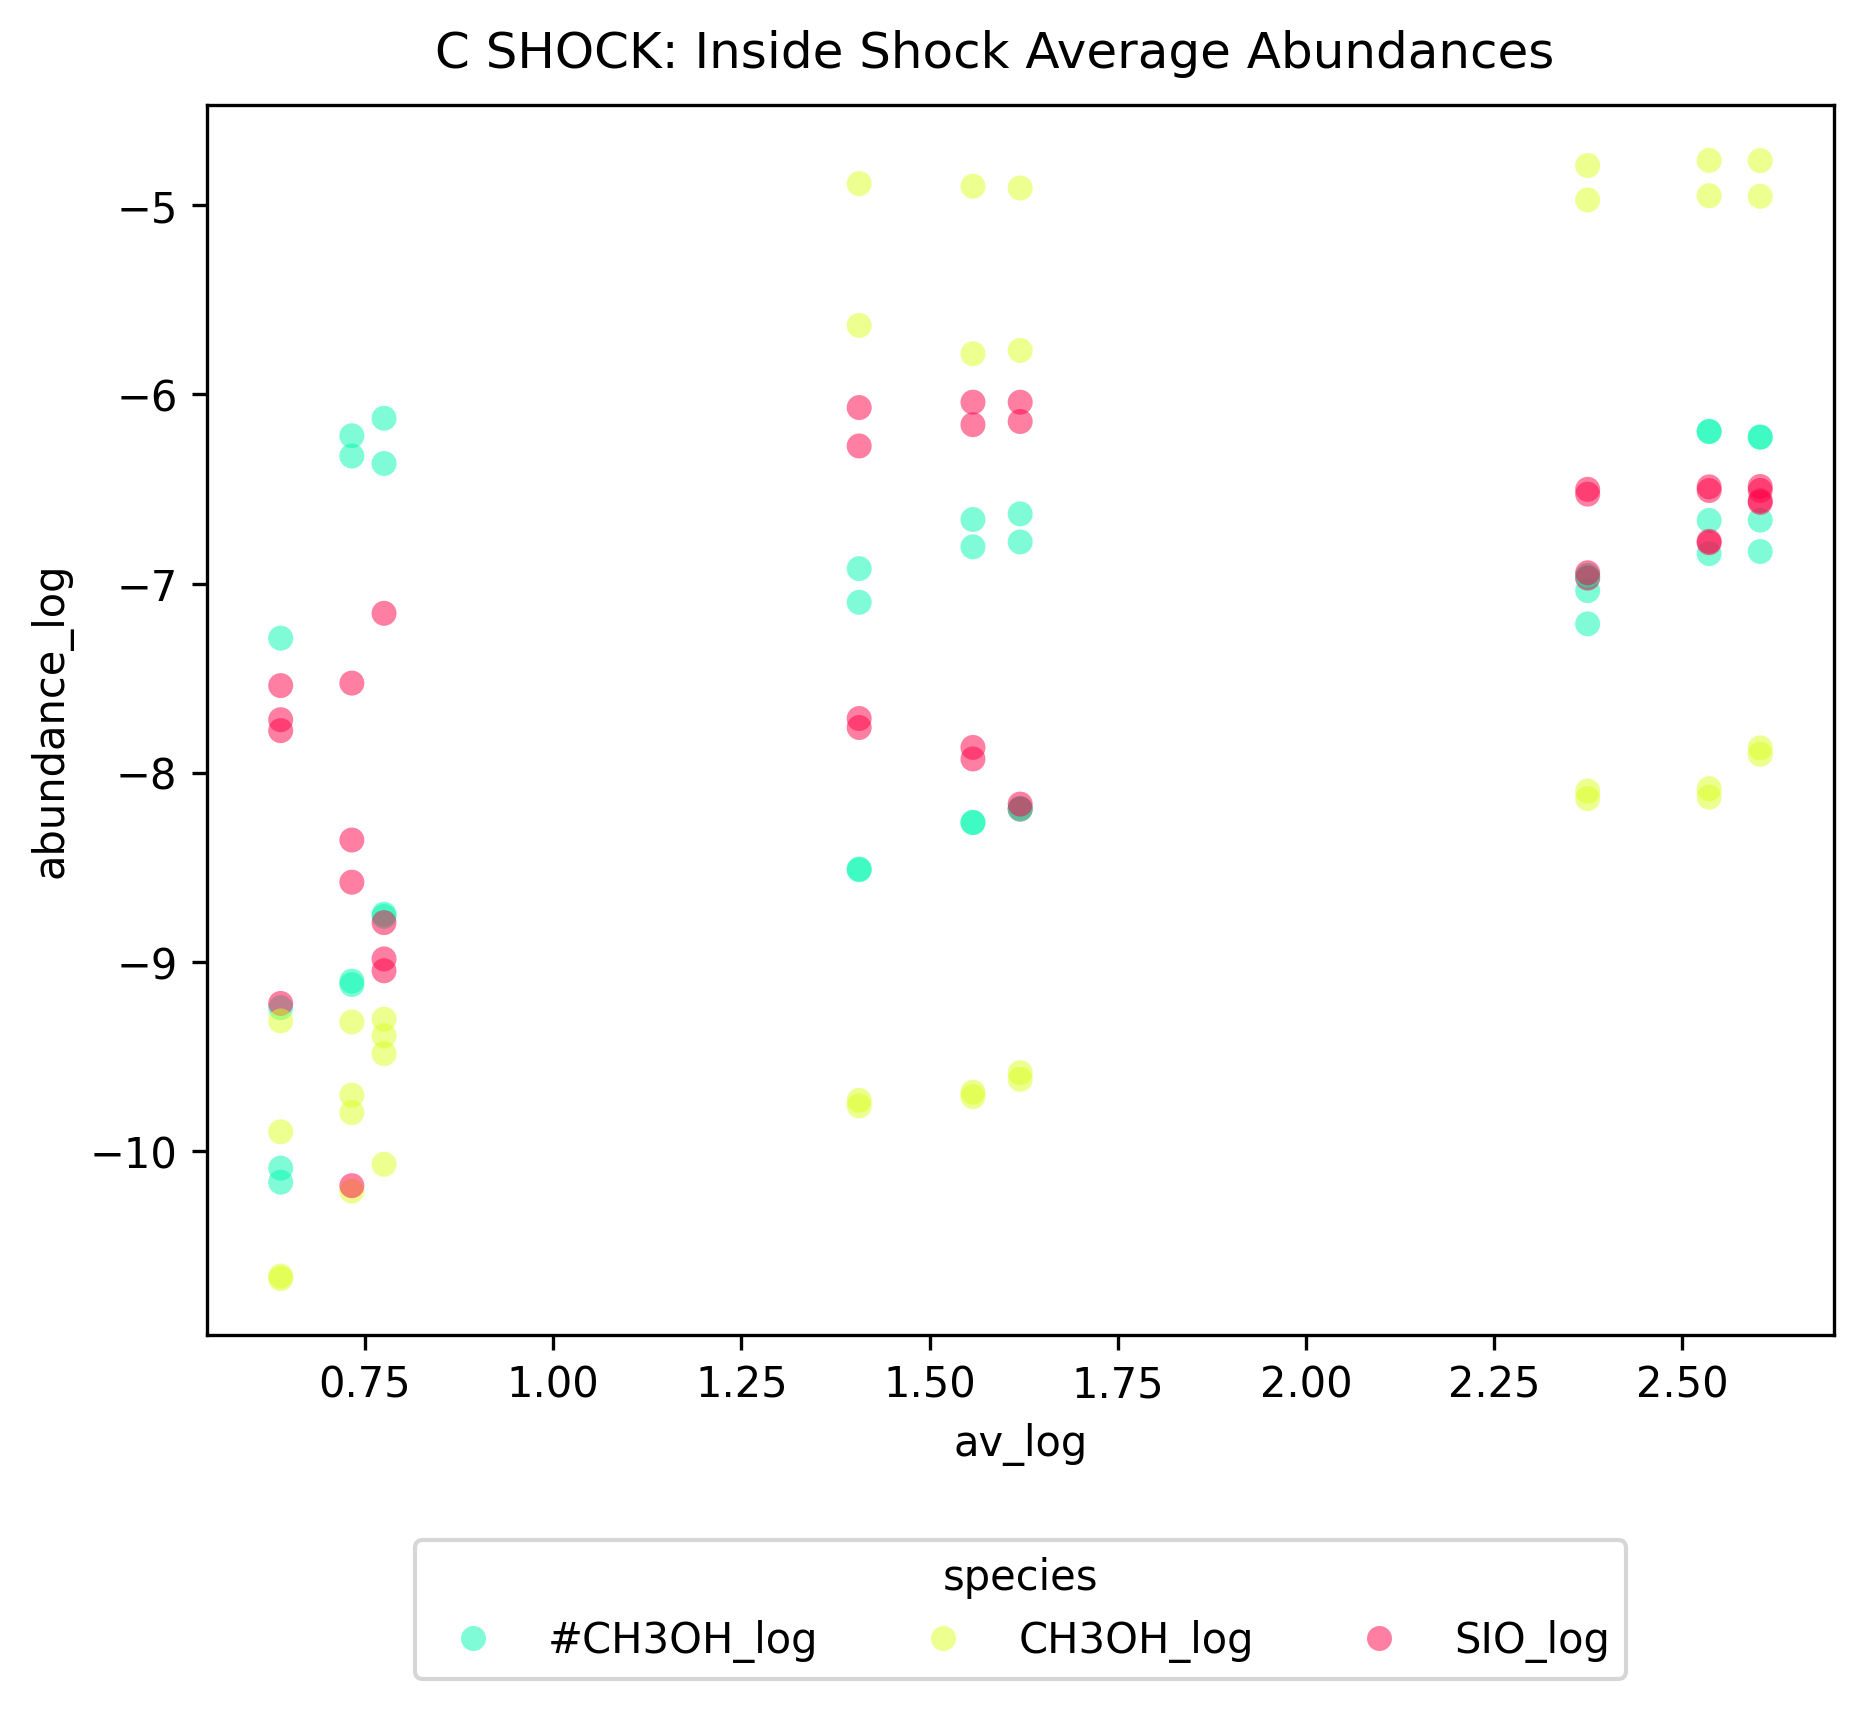 C SHOCK: Inside Shock Average Abundances
abundance_log
−5
−6
−7
−8
−9
−10
0.75 1.00 1.25 1.50 1.75 2.00 2.25 2.50
av_log
species
#CH3OH_log CH3OH_log SIO_log